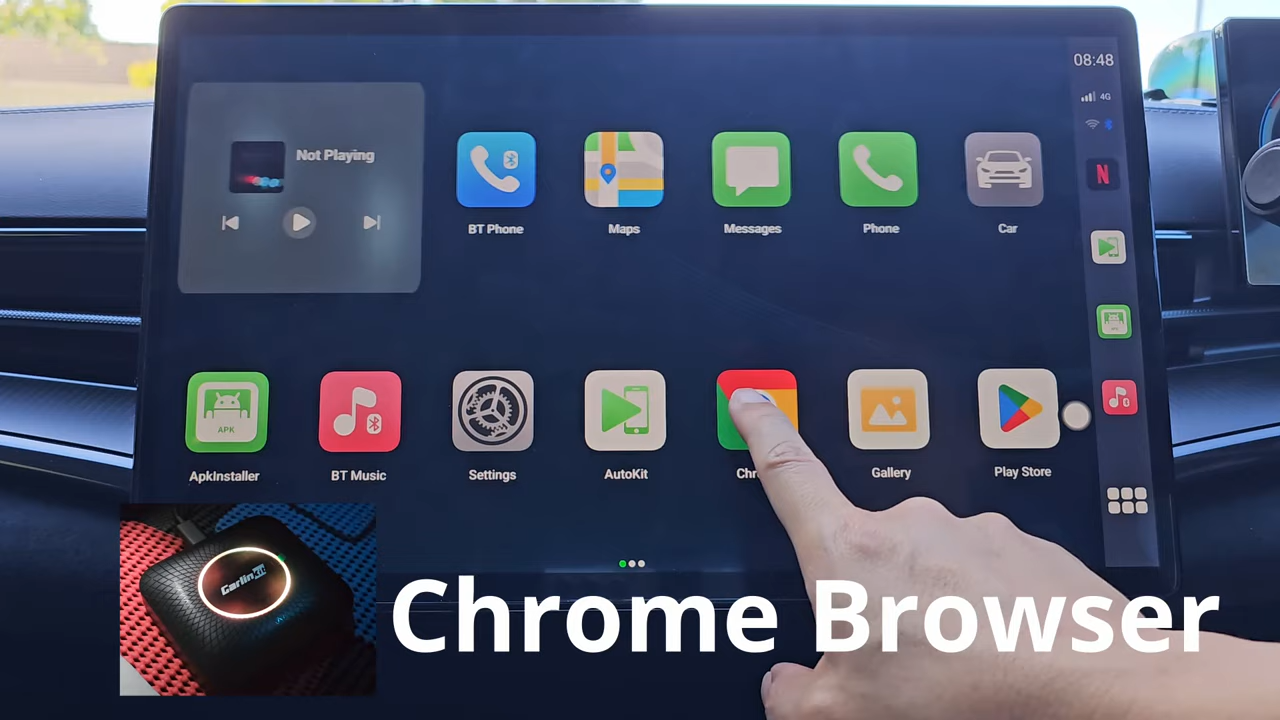 08:48
4G
Not Playing
BT Phone
Maps
Messages
Phone
Car
N
APK
ApkInstaller
BT Music
Settings
AutoKit
Chr
Gallery
Play Store
CarlinKit
Chrome Browser